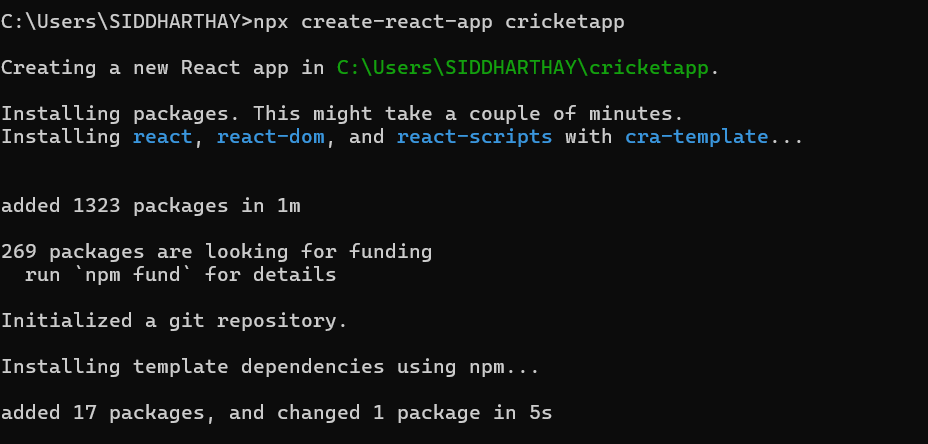 C:\Users\SIDDHARTHAY>npx create-react-app cricketapp
Creating a new React app in C:\Users\SIDDHARTHAY\cricketapp.
Installing packages. This might take a couple of minutes.
Installing react, react-dom, and react-scripts with cra-template...
added 1323 packages in 1m
269 packages are looking for funding
  run `npm fund` for details
Initialized a git repository.
Installing template dependencies using npm...
added 17 packages, and changed 1 package in 5s